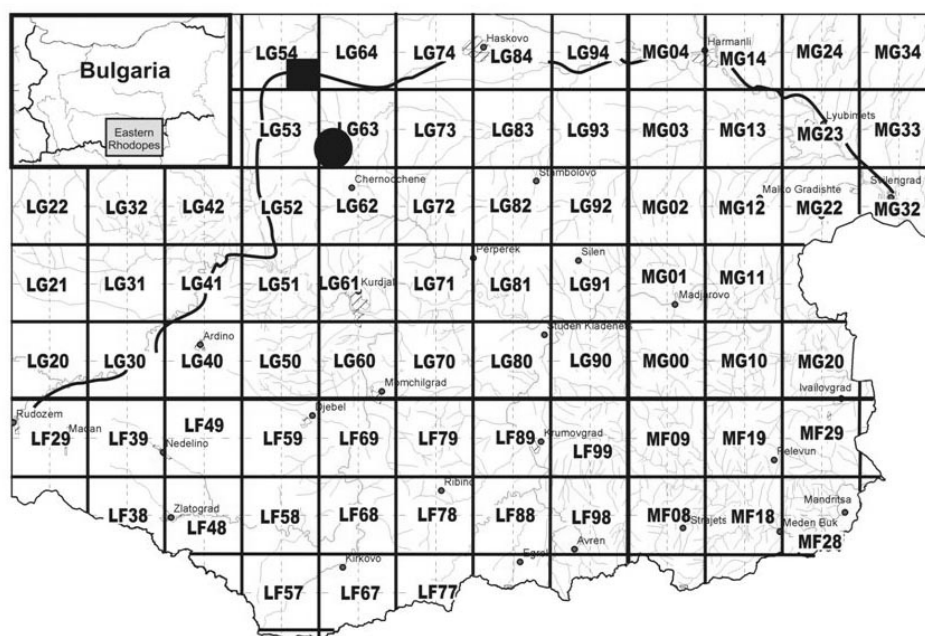 Bulgaria
Eastern
Rhodopes
LG54 LG64 LG74 Haskovo LG84 LG94 MG04 Harmanli MG14 MG24 MG34
LG53 LG63 LG73 LG83 LG93 MG03 MG13 Lyubimets MG23 MG33
Chernoochene Stambolovo Malko Gradishte Svilengrad
LG22 LG32 LG42 LG52 LG62 LG72 LG82 LG92 MG02 MG12 MG22 MG32
Perperek Silen
LG21 LG31 LG41 LG51 LG61 Kurdjali LG71 LG81 LG91 MG01 MG11
Madjarovo
Ardino Studen Kladenets
LG20 LG30 LG40 LG50 LG60 LG70 LG80 LG90 MG00 MG10 MG20
Momchilgrad Ivailovgrad
Rudozem Djebel
LF29 Madan LF39 LF49 LF59 LF69 LF79 LF89 Krumovgrad LF99 MF09 MF19 MF29
Nedelino Pelevun
Ribino Mandritsa
LF38 Zlatograd LF48 LF58 LF68 LF78 LF88 LF98 MF08 Strajets MF18 Meden Buk MF28
Kirkovo Egrek Avren
LF57 LF67 LF77